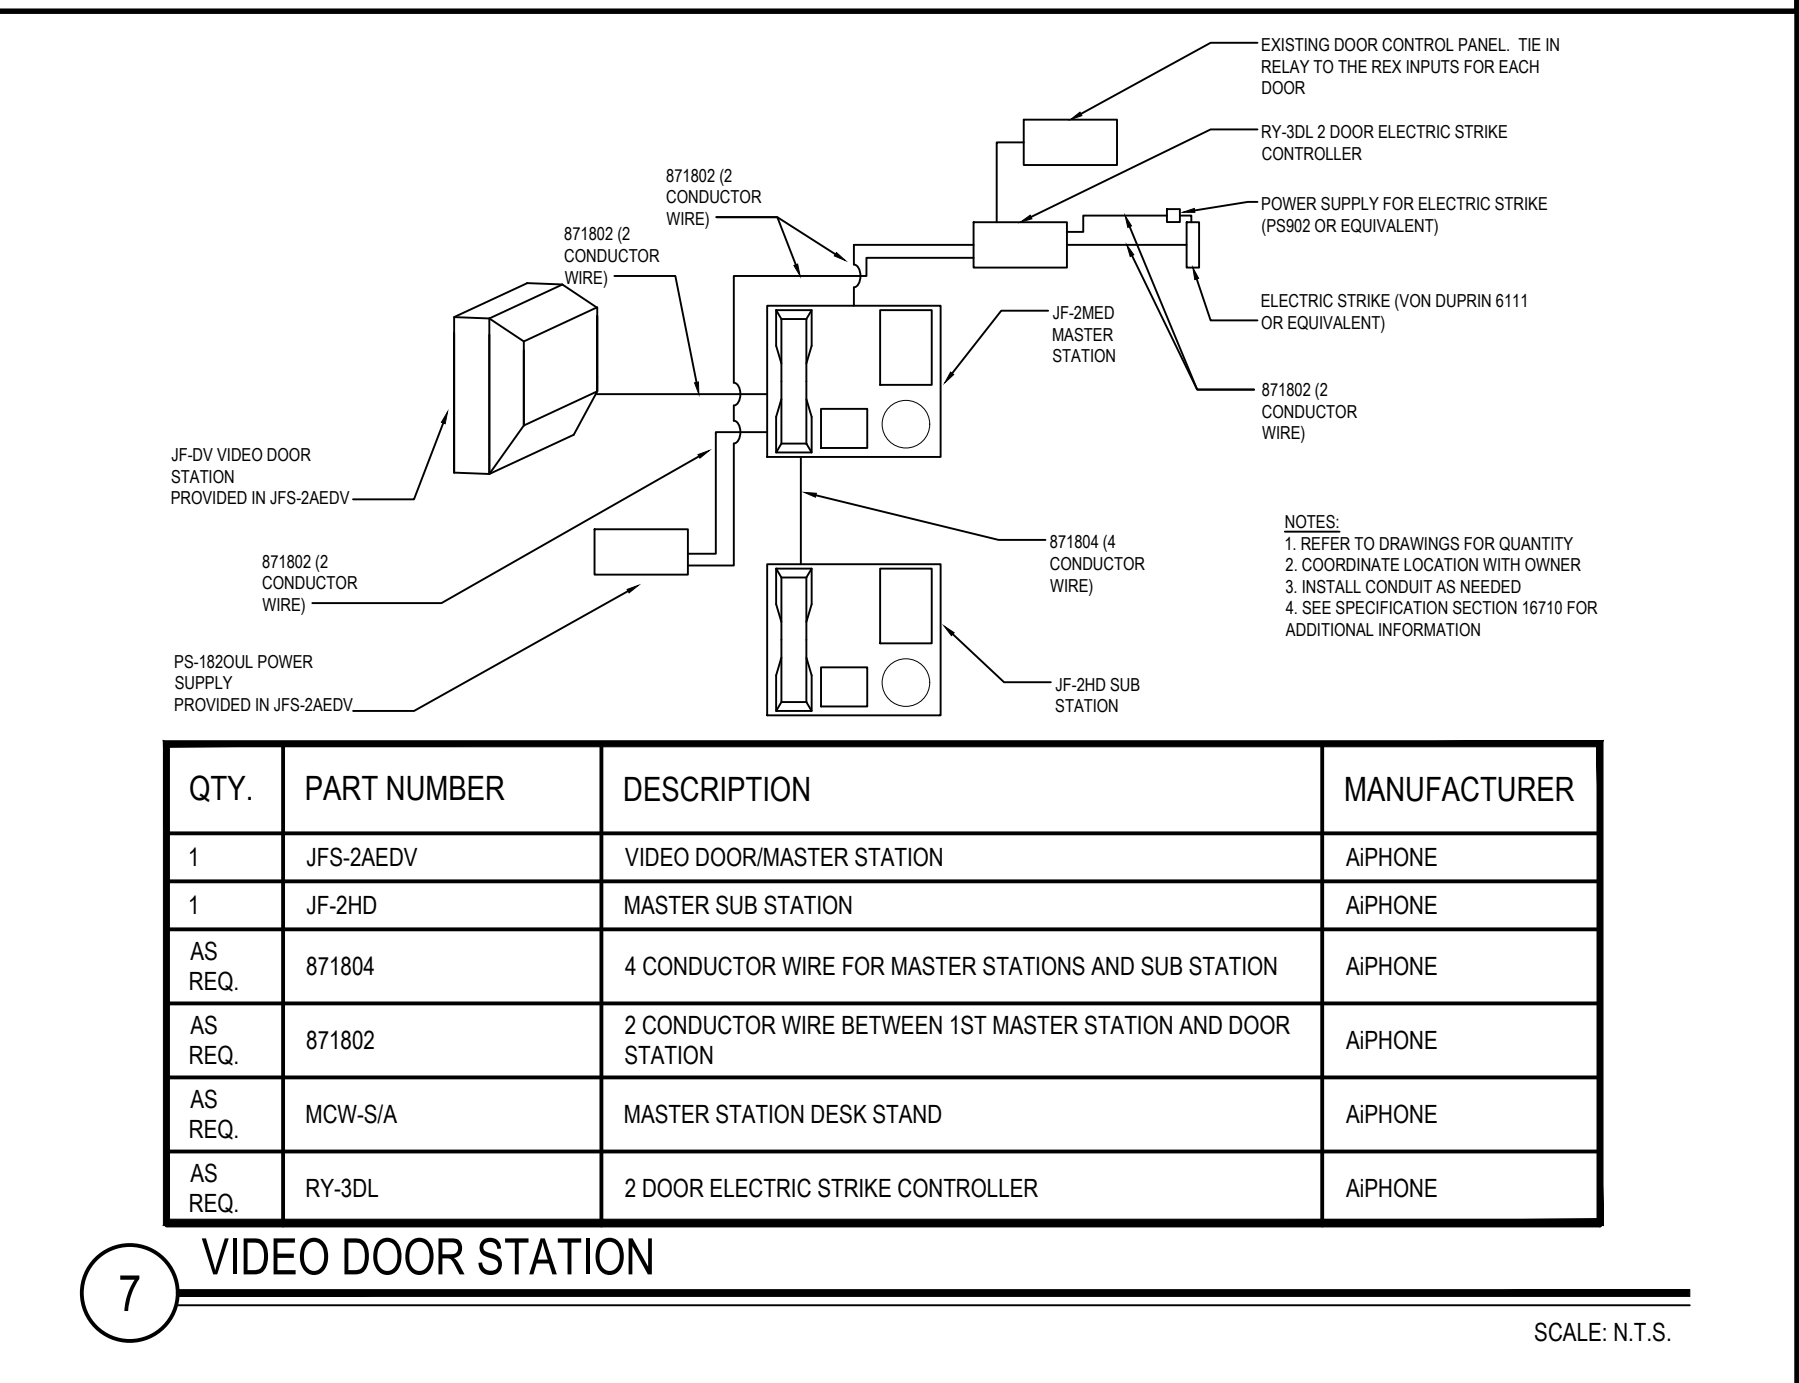 EXISTING DOOR CONTROL PANEL. TIE IN
RELAY TO THE REX INPUTS FOR EACH
DOOR
RY-3DL 2 DOOR ELECTRIC STRIKE
CONTROLLER
871802 (2
CONDUCTOR
WIRE)
POWER SUPPLY FOR ELECTRIC STRIKE
(PS902 OR EQUIVALENT)
871802 (2
CONDUCTOR
WIRE)
ELECTRIC STRIKE (VON DUPRIN 6111
OR EQUIVALENT)
JF-2MED
MASTER
STATION
871802 (2
CONDUCTOR
WIRE)
JF-DV VIDEO DOOR
STATION
PROVIDED IN JFS-2AEDV
NOTES:
1. REFER TO DRAWINGS FOR QUANTITY
2. COORDINATE LOCATION WITH OWNER
3. INSTALL CONDUIT AS NEEDED
4. SEE SPECIFICATION SECTION 16710 FOR
ADDITIONAL INFORMATION
871802 (2
CONDUCTOR
WIRE)
871804 (4
CONDUCTOR
WIRE)
PS-182OUL POWER
SUPPLY
PROVIDED IN JFS-2AEDV
JF-2HD SUB
STATION
QTY. PART NUMBER DESCRIPTION MANUFACTURER
1 JFS-2AEDV VIDEO DOOR/MASTER STATION AiPHONE
1 JF-2HD MASTER SUB STATION AiPHONE
AS
REQ. 871804 4 CONDUCTOR WIRE FOR MASTER STATIONS AND SUB STATION AiPHONE
AS
REQ. 871802 2 CONDUCTOR WIRE BETWEEN 1ST MASTER STATION AND DOOR
STATION AiPHONE
AS
REQ. MCW-S/A MASTER STATION DESK STAND AiPHONE
AS
REQ. RY-3DL 2 DOOR ELECTRIC STRIKE CONTROLLER AiPHONE
7 VIDEO DOOR STATION
SCALE: N.T.S.